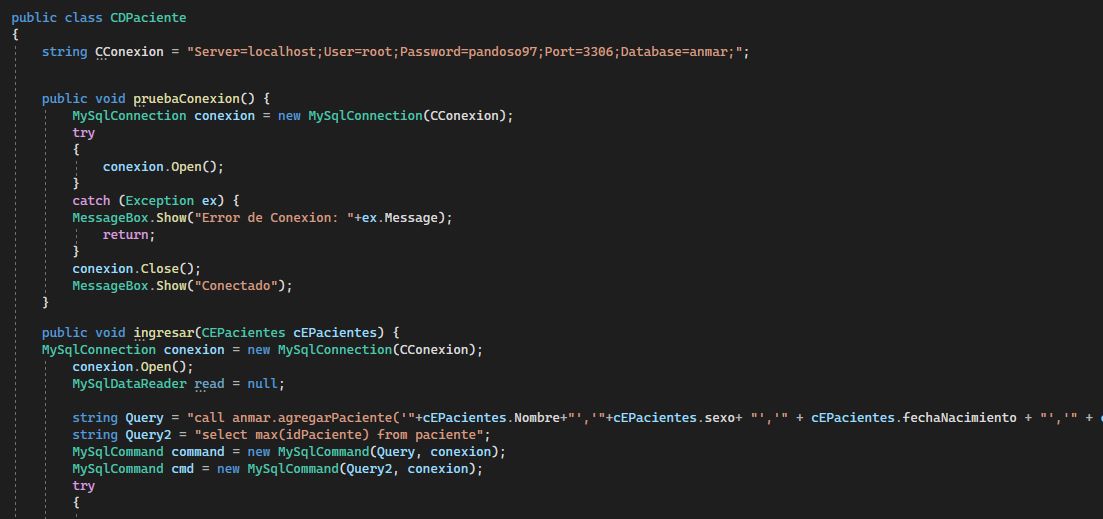 public class CDPaciente
{
string CConexion = "Server=localhost;User=root;Password=pandoso97;Port=3306;Database=anmar;";
public void pruebaConexion() {
MySqlConnection conexion = new MySqlConnection(CConexion);
try
{
conexion.Open();
}
catch (Exception ex) {
MessageBox.Show("Error de Conexion: "+ex.Message);
return;
}
conexion.Close();
MessageBox.Show("Conectado");
}
public void ingresar(CEPacientes cEPacientes) {
MySqlConnection conexion = new MySqlConnection(CConexion);
conexion.Open();
MySqlDataReader read = null;
string Query = "call anmar.agregarPaciente('"+cEPacientes.Nombre+"','"+cEPacientes.sexo+ "','" + cEPacientes.fechaNacimiento + "','" +
string Query2 = "select max(idPaciente) from paciente";
MySqlCommand command = new MySqlCommand(Query, conexion);
MySqlCommand cmd = new MySqlCommand(Query2, conexion);
try
{